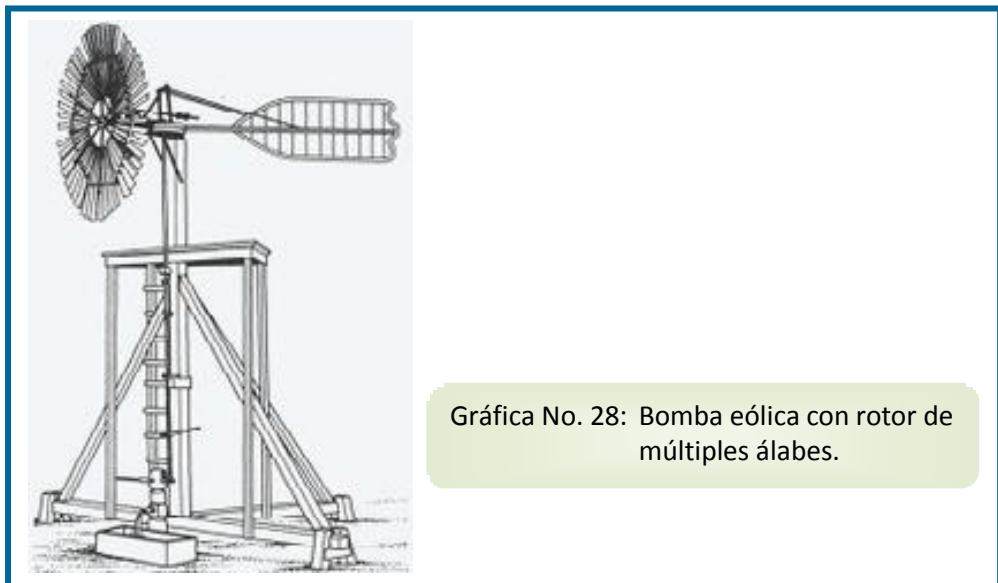 Gráfica No. 28: Bomba eólica con rotor de
múltiples álabes.